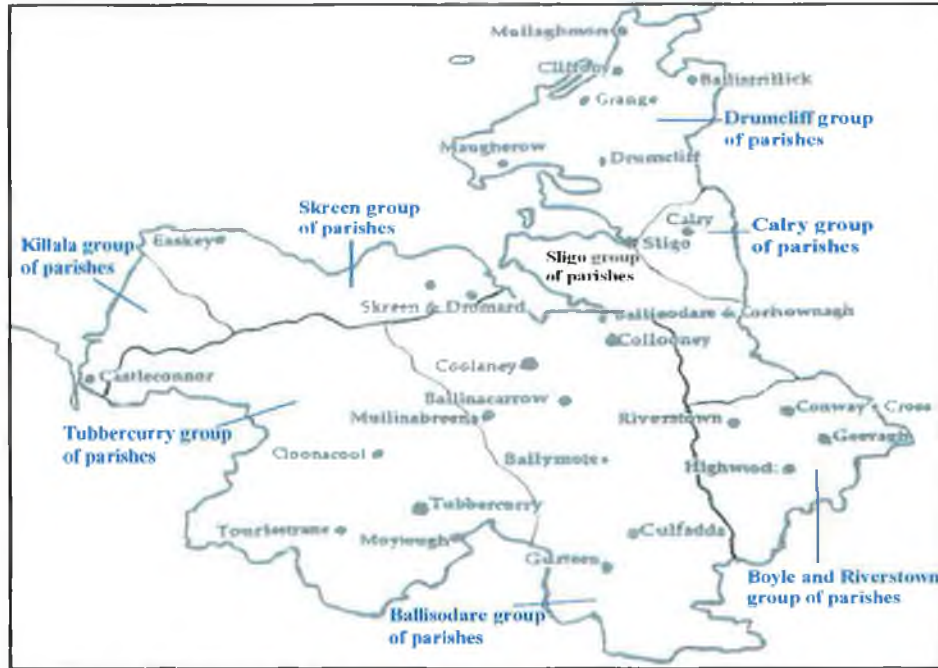 Mullaghmore
Cliffony
Ballintrillick
Grange
Drumcliff group
of parishes
Maugherow
Drumcliff
Skreen group
of parishes
Calry
Calry group
of parishes
Killala group
of parishes
Easkey
Sligo
Sligo group
of parishes
Skreen & Dromard
Ballisodare & Corhownagh
Collooney
Coolaney
Castleconnor
Ballinacarrow
Mullinabreena
Riverstown
Conway's Cross
Geevagh
Tubbercurry group
of parishes
Cloonacool
Ballymote
Highwood
Tubbercurry
Tourlestrane
Moylough
Culfadda
Gurteen
Boyle and Riverstown
group of parishes
Ballisodare group
of parishes